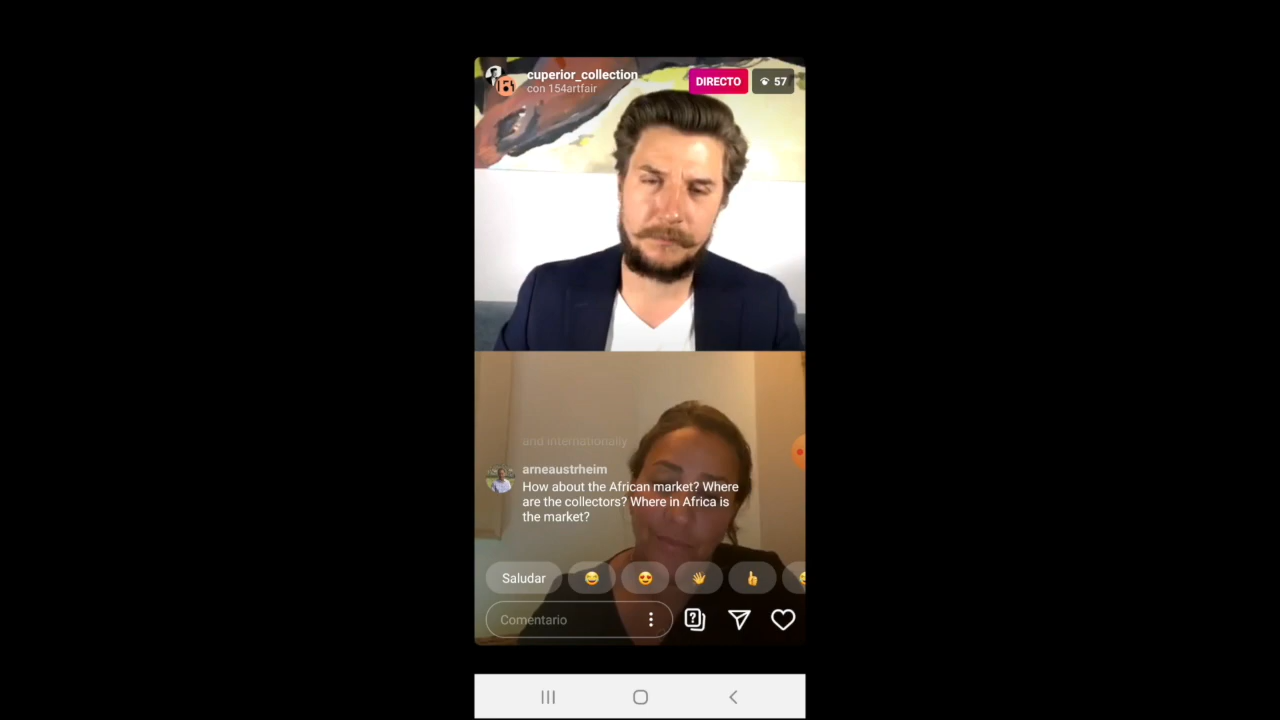 cuperior_collection
con 154artfair
DIRECTO
57
and internationally
arneaustrheim
How about the African market? Where
are the collectors? Where in Africa is
the market?
Saludar
Comentario